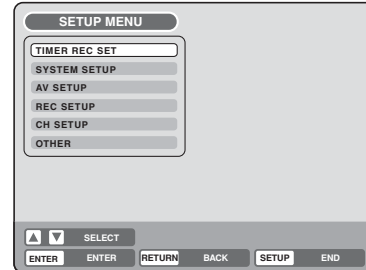 SETUP MENU
TIMER REC SET
SYSTEM SETUP
AV SETUP
REC SETUP
CH SETUP
OTHER
SELECT
ENTER ENTER RETURN BACK SETUP END